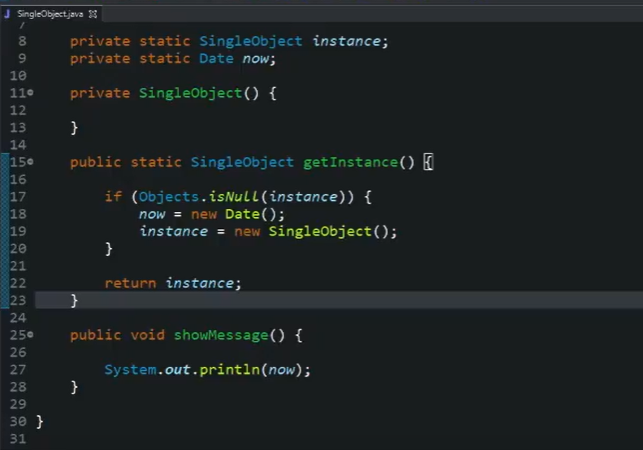 SingleObject.java
7
8 private static SingleObject instance;
9 private static Date now;
10
11 private SingleObject() {
12
13 }
14
15 public static SingleObject getInstance() {
16
17 if (Objects.isNull(instance)) {
18 now = new Date();
19 instance = new SingleObject();
20 }
21
22 return instance;
23 }
24
25 public void showMessage() {
26
27 System.out.println(now);
28 }
29
30 }
31